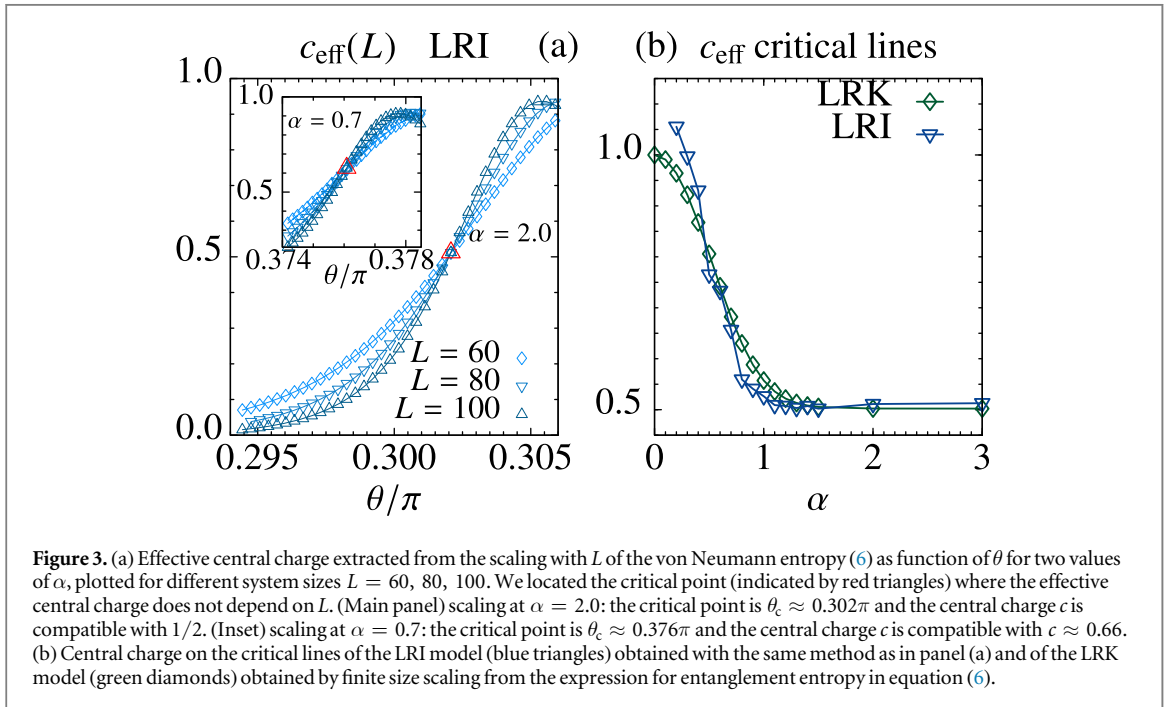 c_eff(L) LRI (a)
1.0
0.5
0.0
0.295 0.300 0.305
θ/π
1.0
0.5
0.374 0.378
θ/π
α = 0.7
α = 2.0
L = 60
L = 80
L = 100
(b) c_eff critical lines
LRK
LRI
1.0
0.5
0 1 2 3
α
Figure 3. (a) Effective central charge extracted from the scaling with L of the von Neumann entropy (6) as function of θ for two values
of α, plotted for different system sizes L = 60, 80, 100. We located the critical point (indicated by red triangles) where the effective
central charge does not depend on L. (Main panel) scaling at α = 2.0: the critical point is θ_c ≈ 0.302π and the central charge c is
compatible with 1/2. (Inset) scaling at α = 0.7: the critical point is θ_c ≈ 0.376π and the central charge c is compatible with c ≈ 0.66.
(b) Central charge on the critical lines of the LRI model (blue triangles) obtained with the same method as in panel (a) and of the LRK
model (green diamonds) obtained by finite size scaling from the expression for entanglement entropy in equation (6).